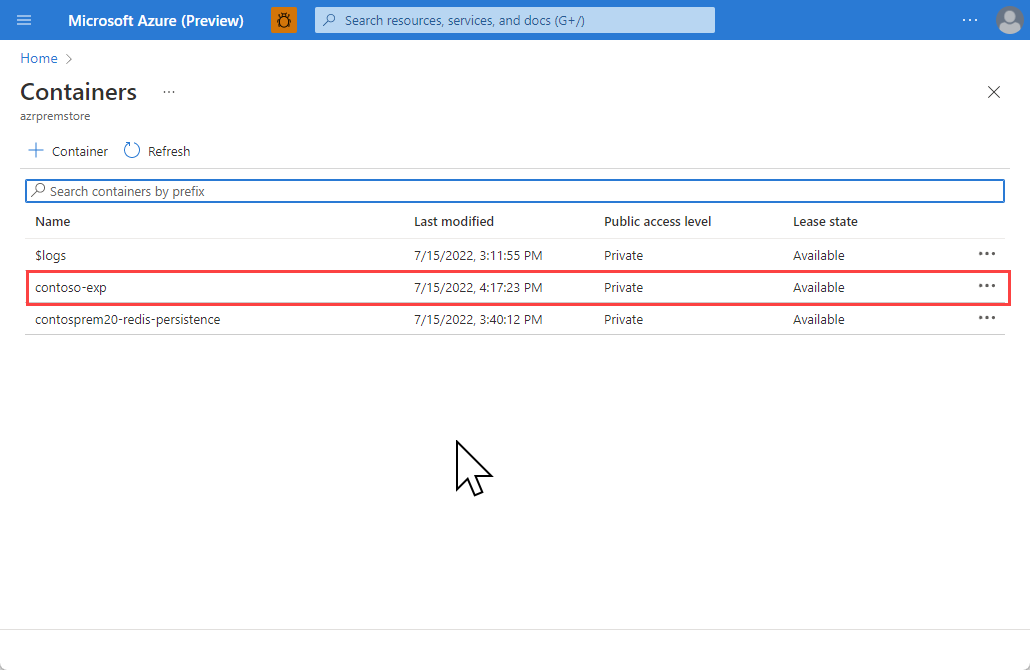 Microsoft Azure (Preview) Search resources, services, and docs (G+/) ...
Home
Containers ...
azrpremstore
Container Refresh
Search containers by prefix
Name Last modified Public access level Lease state
$logs 7/15/2022, 3:11:55 PM Private Available ...
contoso-exp 7/15/2022, 4:17:23 PM Private Available ...
contosprem20-redis-persistence 7/15/2022, 3:40:12 PM Private Available ...